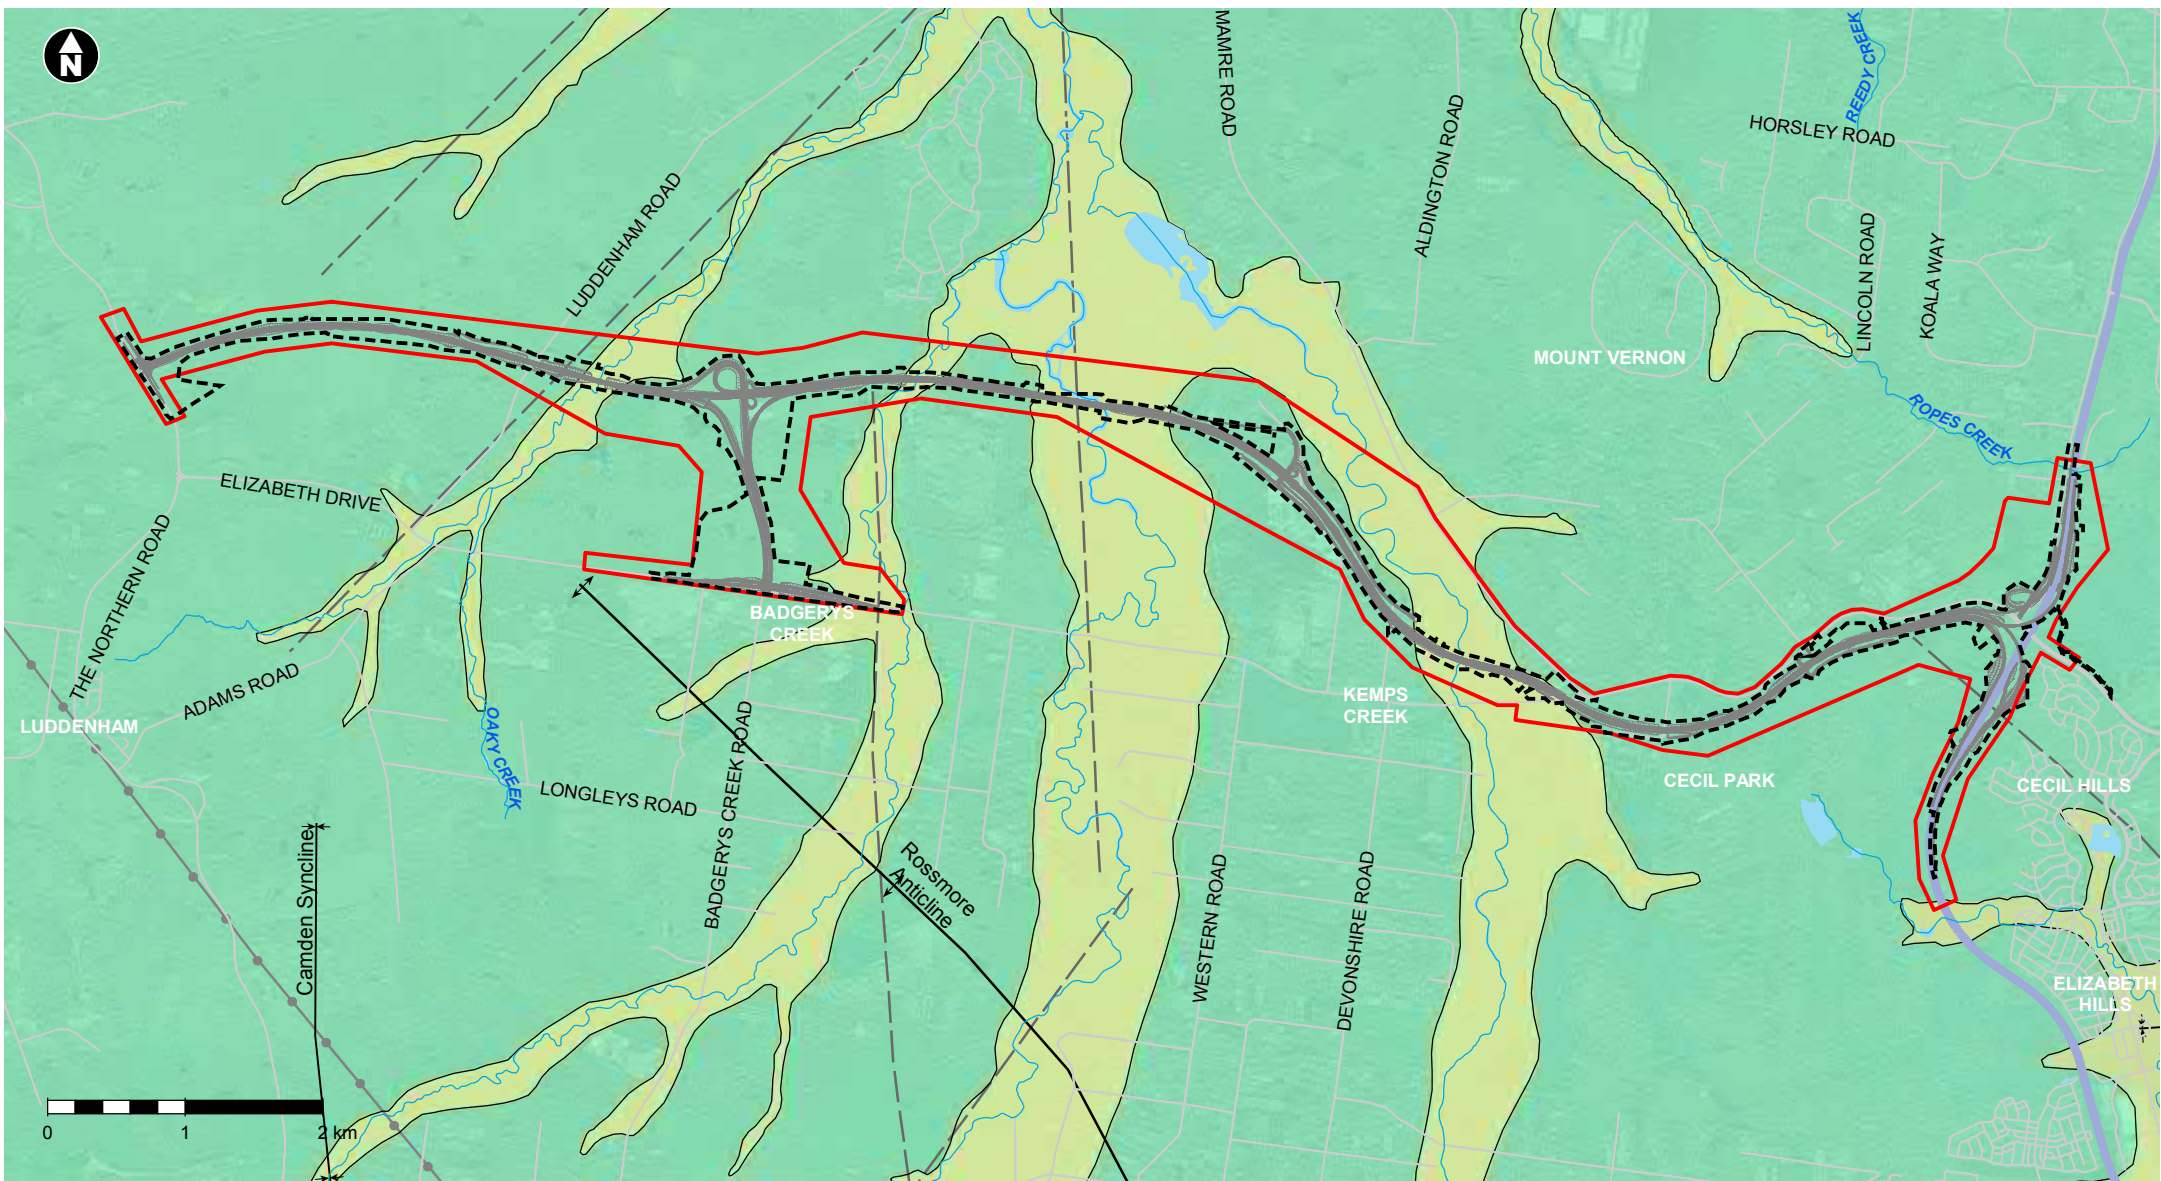 N
MAMRE ROAD
REEDY CREEK
HORSLEY ROAD
ALDINGTON ROAD
LUDDENHAM ROAD
LINCOLN ROAD
KOALA WAY
MOUNT VERNON
ROPES CREEK
ELIZABETH DRIVE
THE NORTHERN ROAD
BADGERYS
CREEK
ADAMS ROAD
LUDDENHAM
OAKY CREEK
KEMPS
CREEK
CECIL PARK
CECIL HILLS
LONGLEYS ROAD
BADGERYS CREEK ROAD
Camden Syncline
Rossmore
Anticline
WESTERN ROAD
DEVONSHIRE ROAD
ELIZABETH
HILLS
0 1 2 km